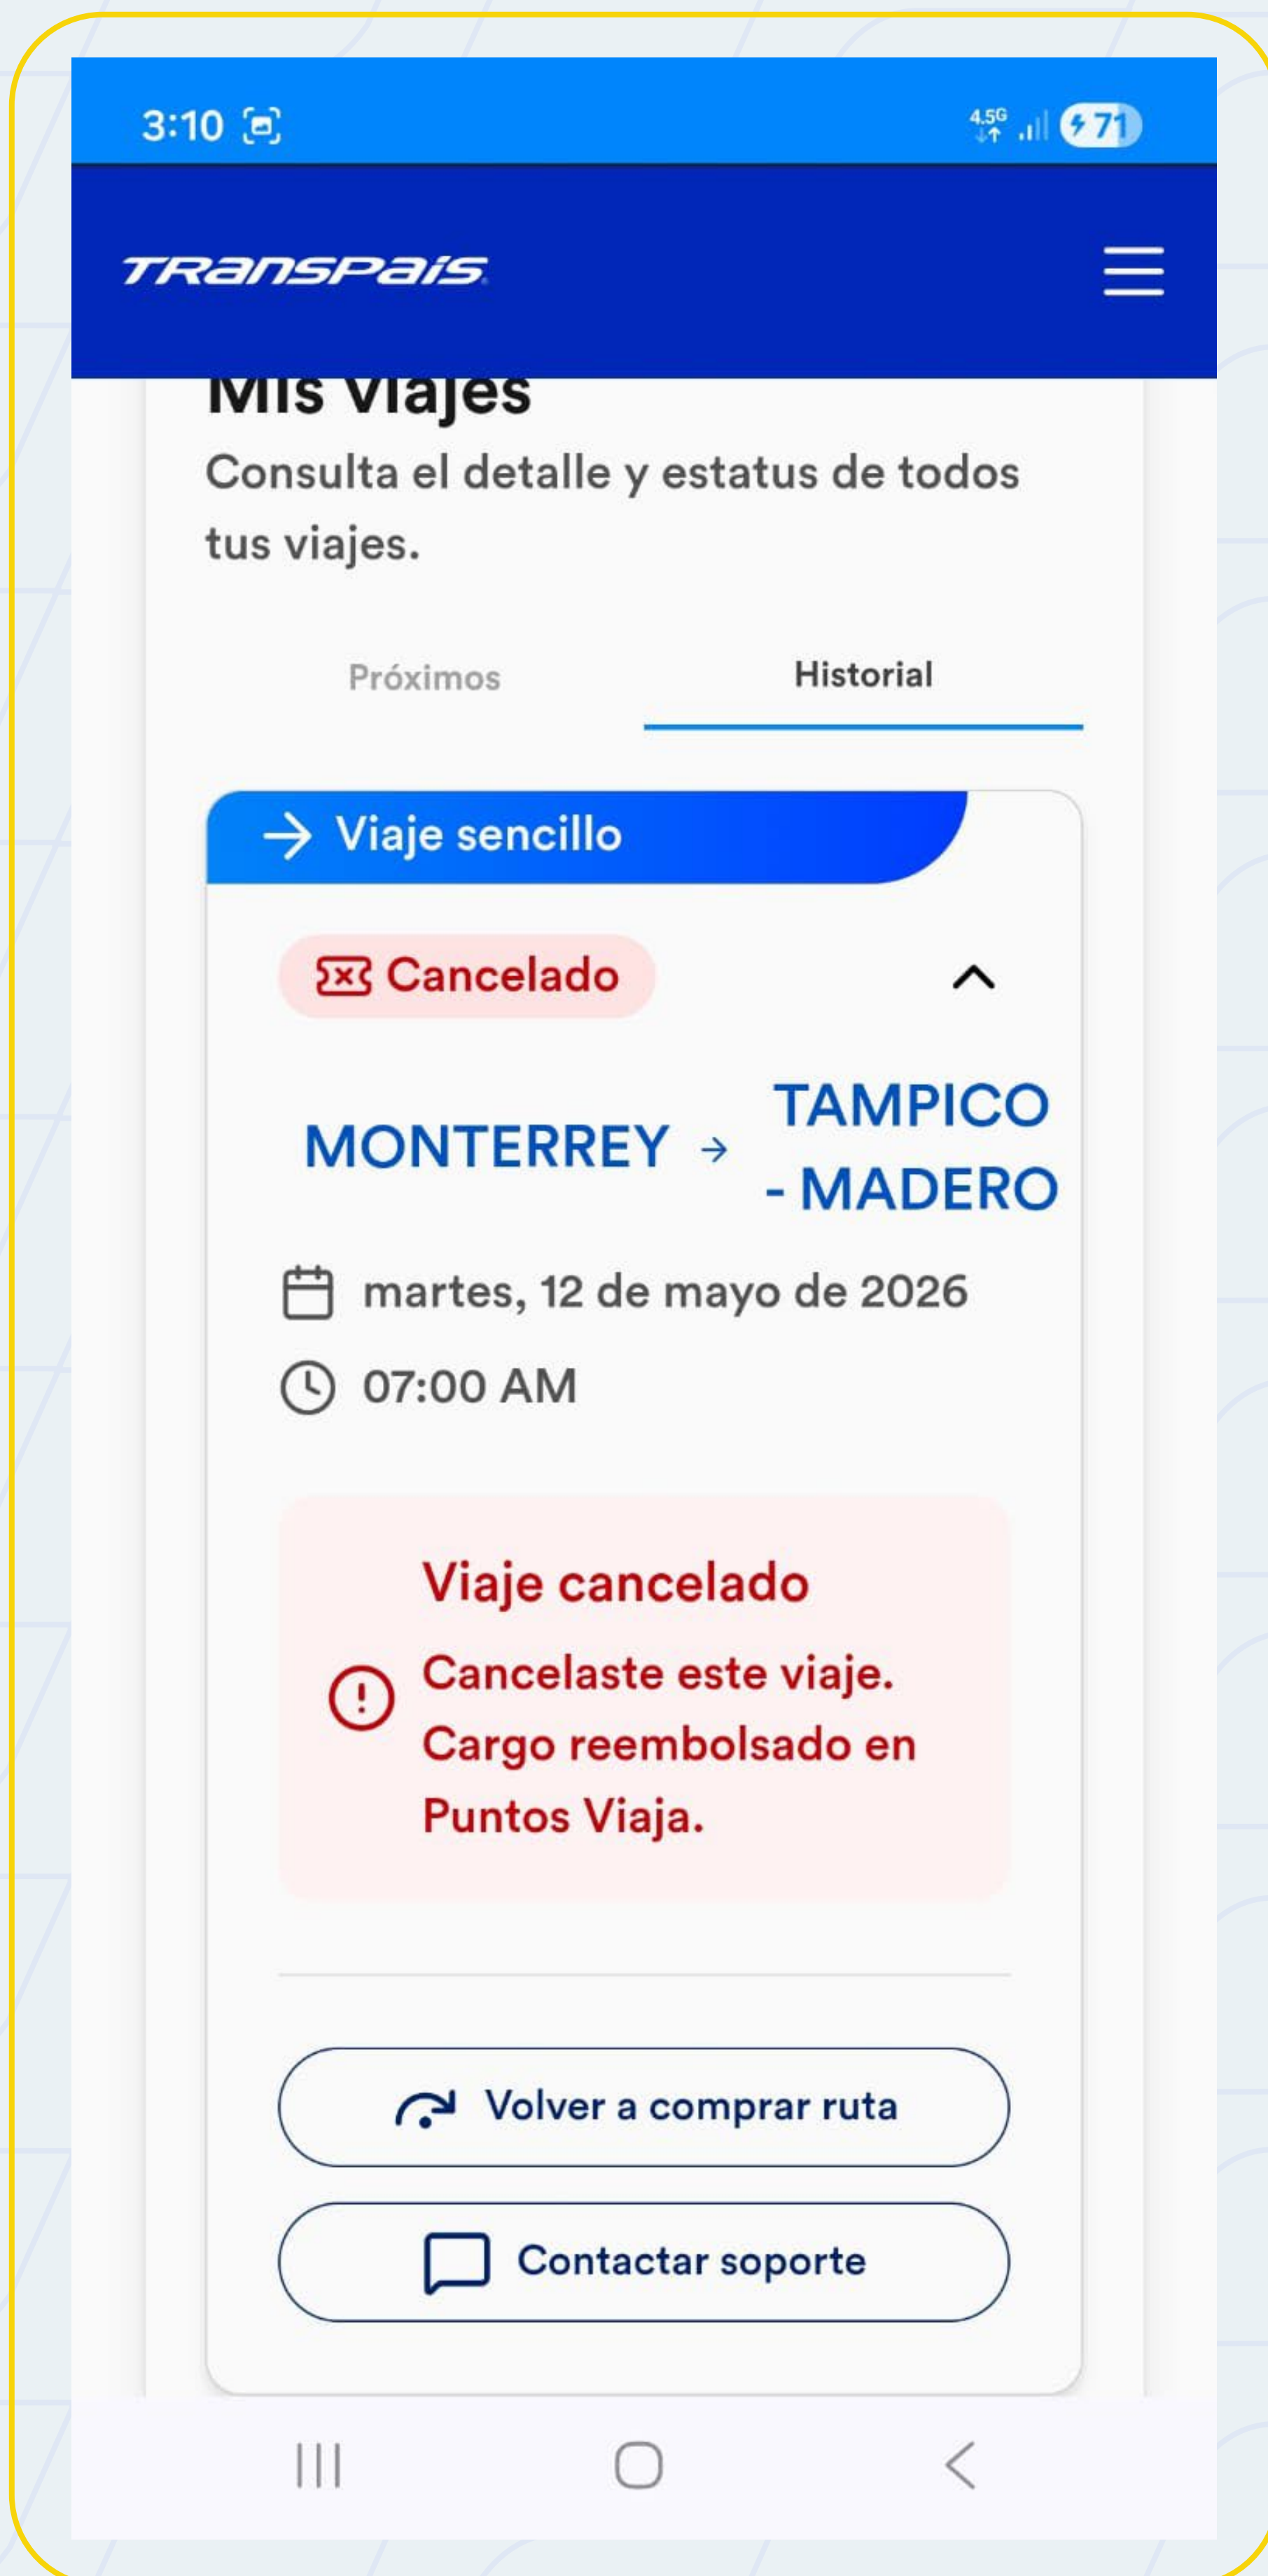 3:10
4.5G
71
TRANSPAIS
Mis viajes
Consulta el detalle y estatus de todos
tus viajes.
Próximos
Historial
Viaje sencillo
Cancelado
MONTERREY → TAMPICO
- MADERO
martes, 12 de mayo de 2026
07:00 AM
Viaje cancelado
Cancelaste este viaje.
Cargo reembolsado en
Puntos Viaja.
Volver a comprar ruta
Contactar soporte